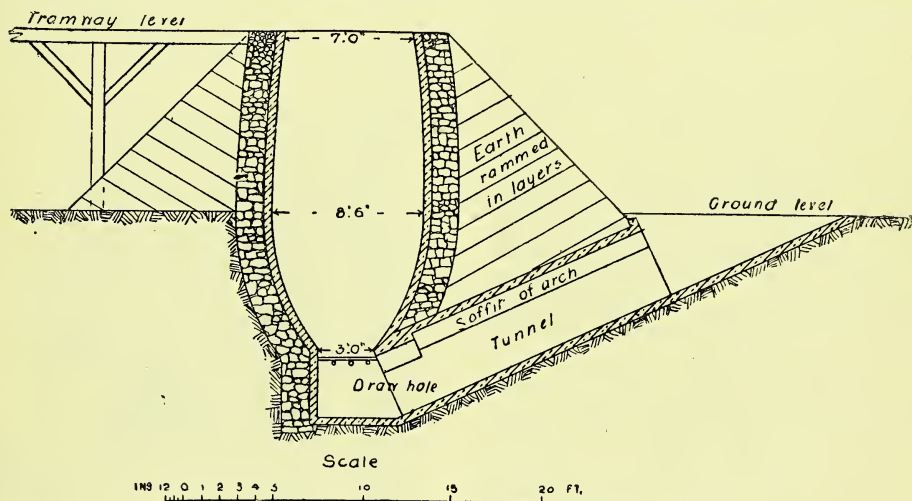 Tramway level
7'.0"
Earth
rammed
in layers
8'.6"
Ground level
Soffit of arch
Tunnel
3'.0"
Draw hole
Scale
INS 12 0 1 2 3 4 5 10 15 20 FT.